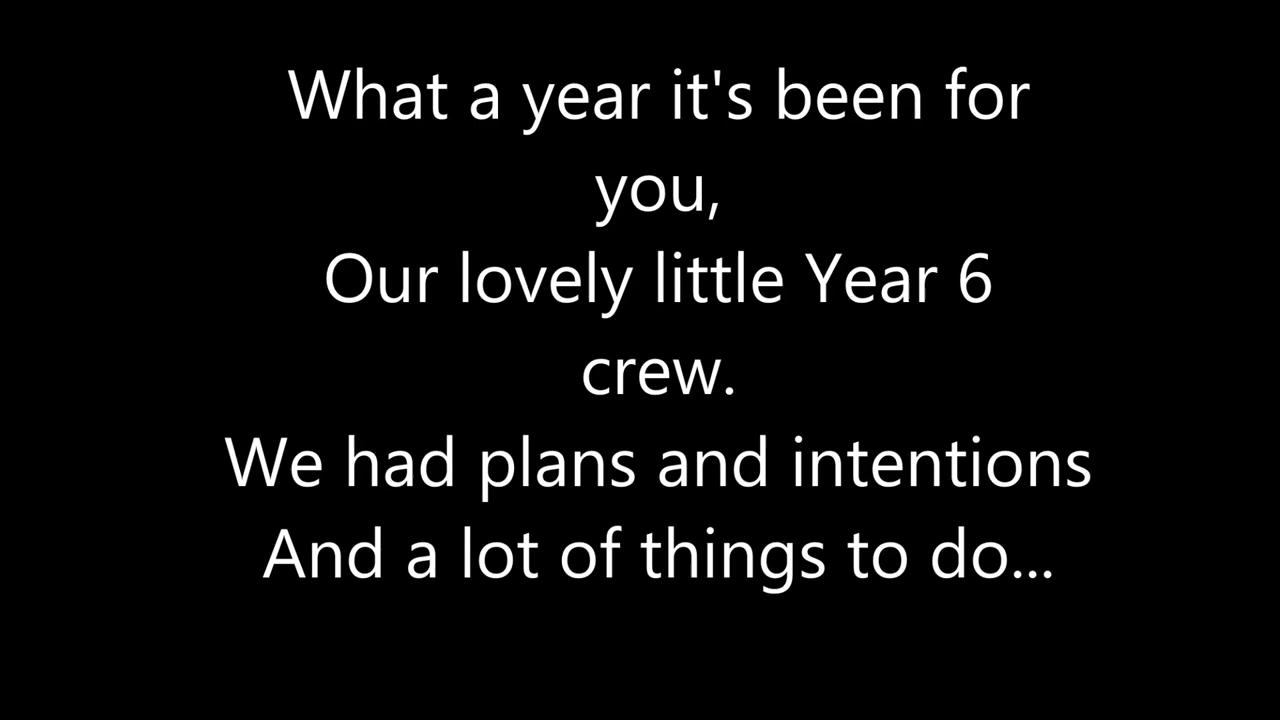 What a year it's been for
you,
Our lovely little Year 6
crew.
We had plans and intentions
And a lot of things to do...